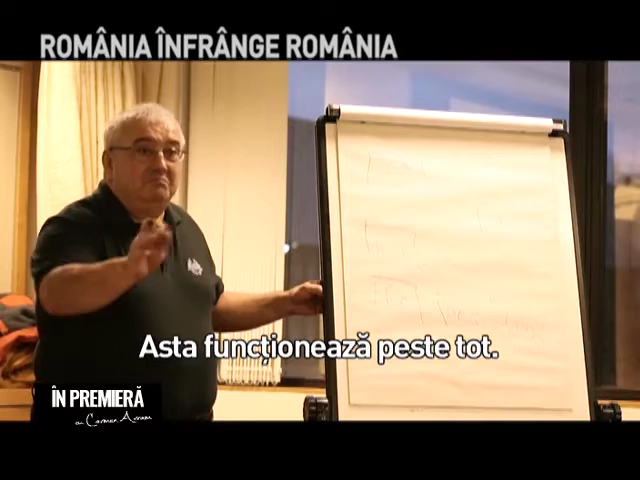 ROMÂNIA ÎNFRÂNGE ROMÂNIA
Asta funcționează peste tot.
ÎN PREMIERĂ
cu Carmen Avram